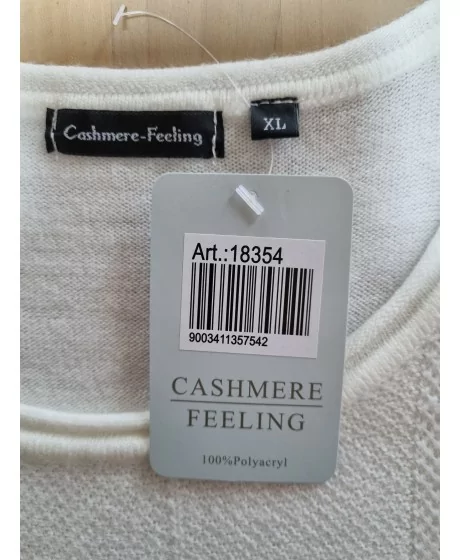 Cashmere-Feeling
XL
Art.:18354
9003411357542
CASHMERE
FEELING
100%Polyacryl